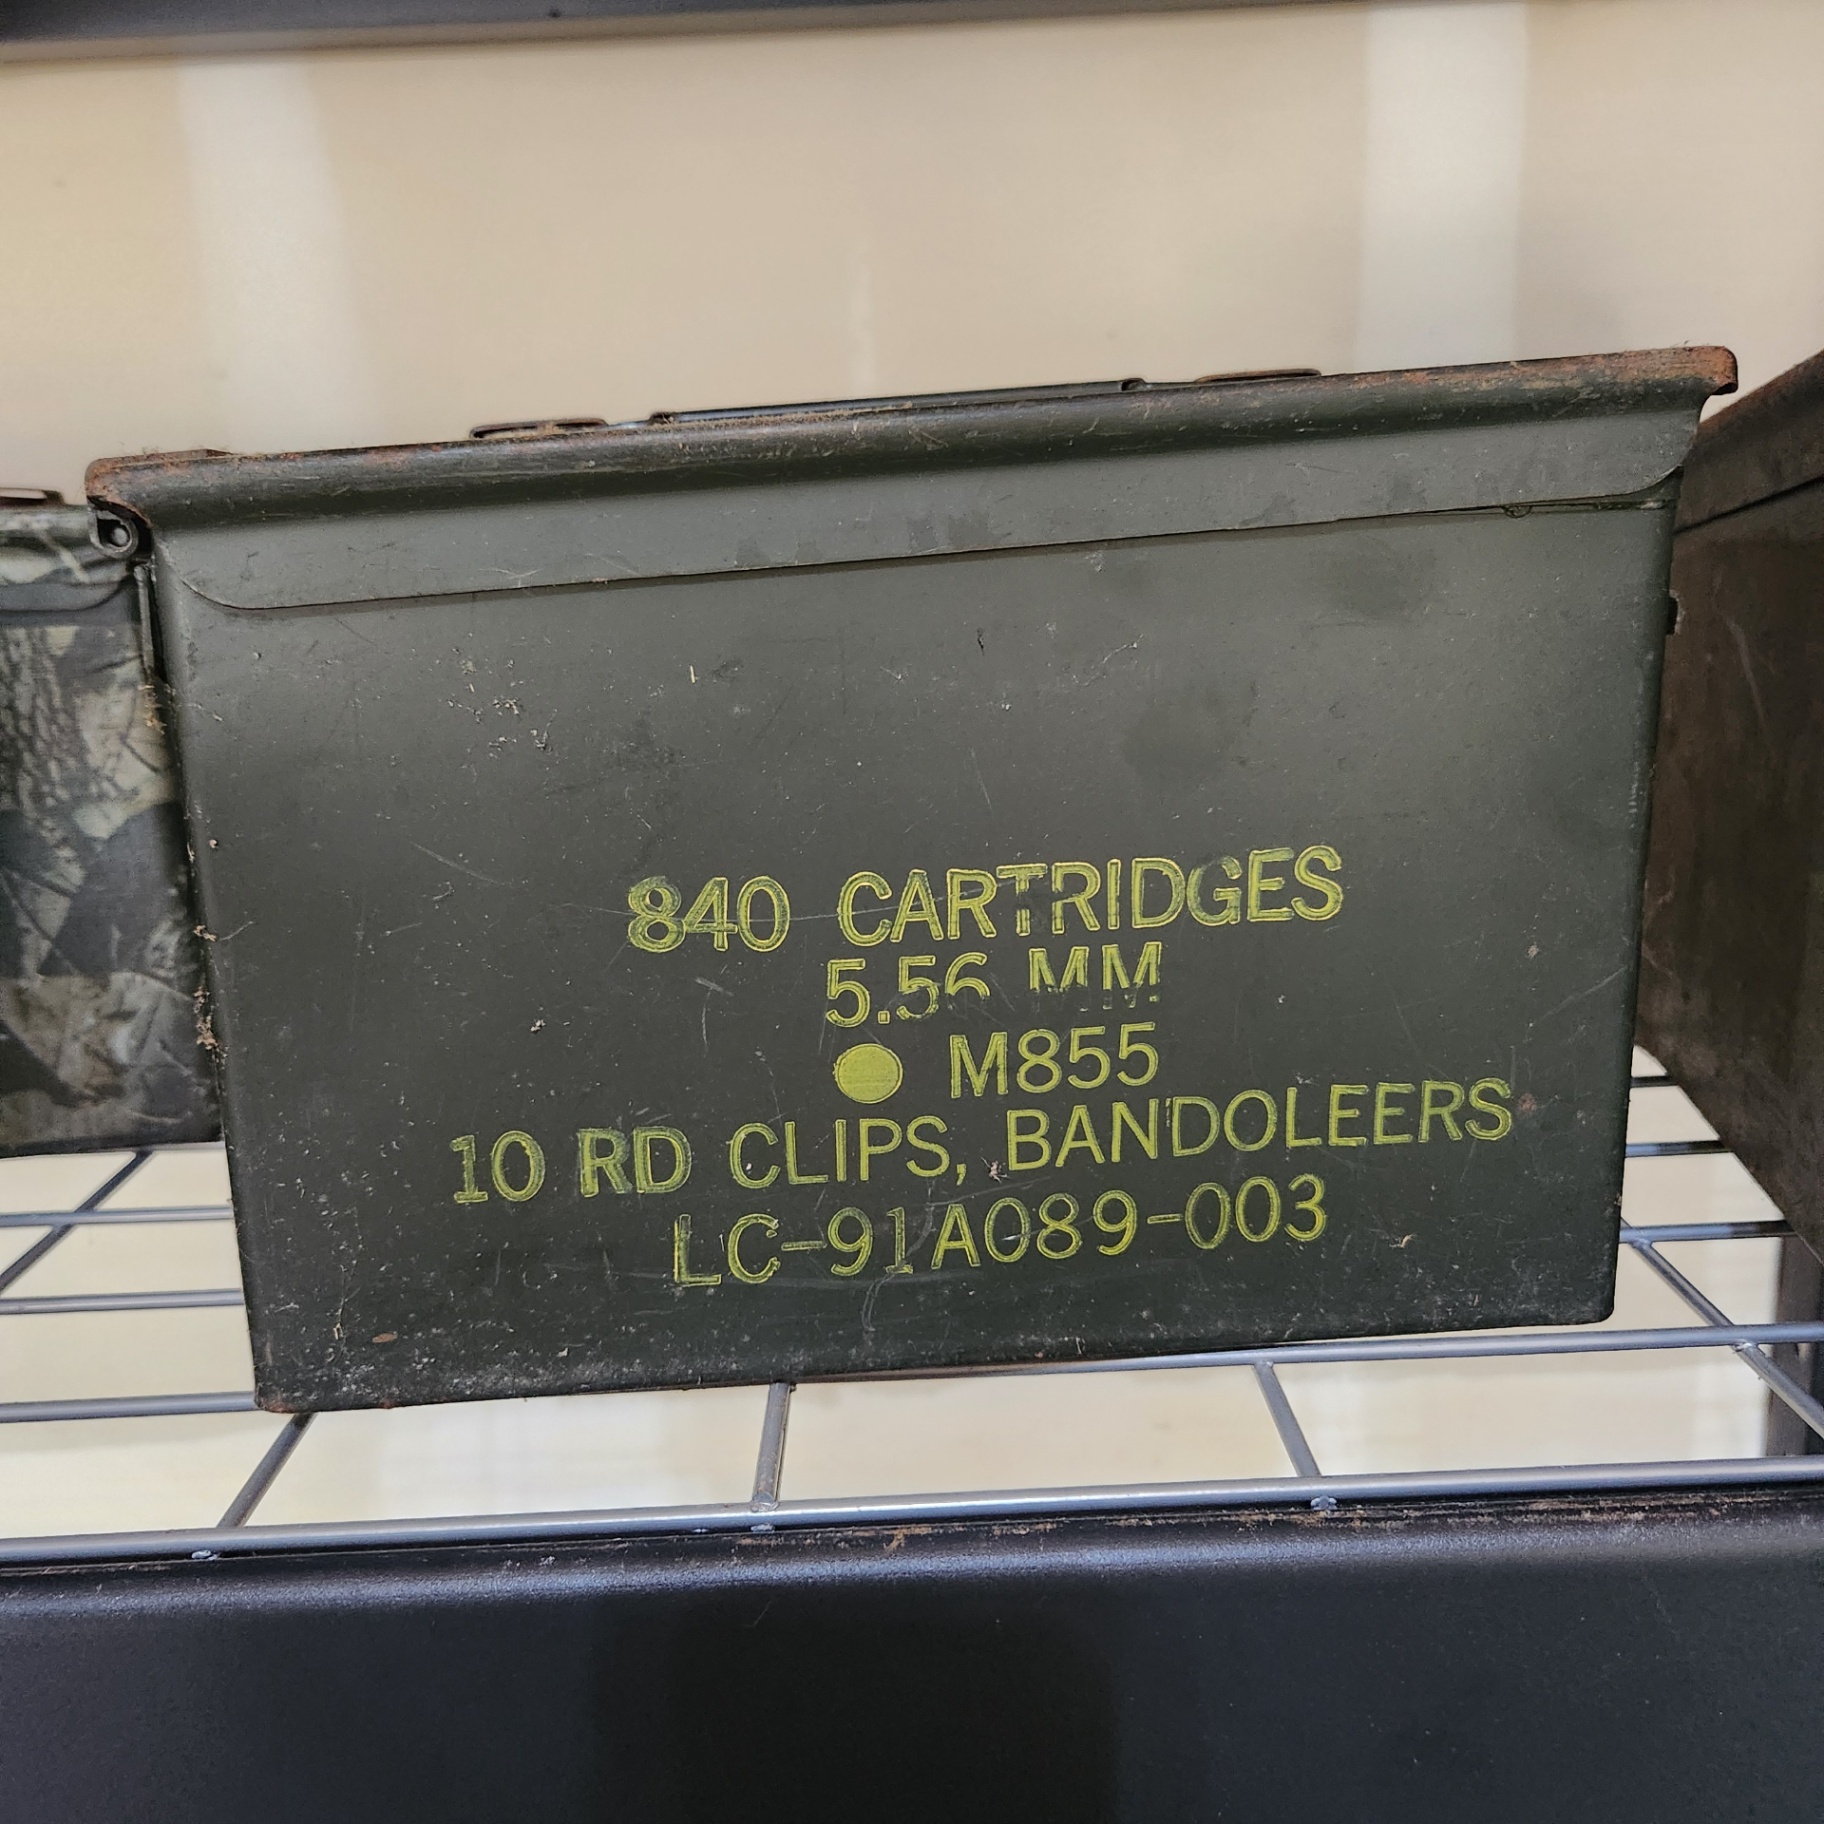 840 CARTRIDGES
5.56 MM
M855
10 RD CLIPS, BANDOLEERS
LC-91A089-003